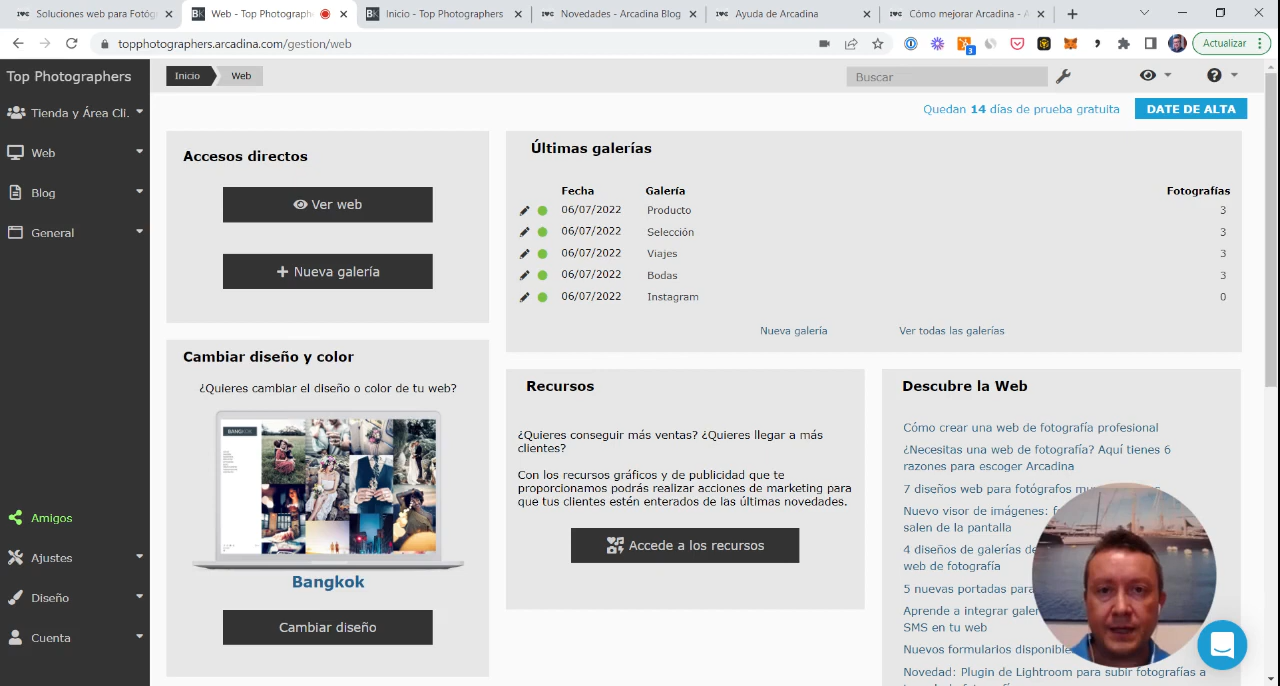 Soluciones web para Fotóg
Web - Top Photograph
Inicio - Top Photographers
Novedades - Arcadina Blog
Ayuda de Arcadina
Cómo mejorar Arcadina - A
topphotographers.arcadina.com/gestion/web
3
Actualizar
Top Photographers
Inicio
Web
Buscar
Quedan 14 días de prueba gratuita
DATE DE ALTA
Tienda y Área Cli.
Web
Blog
General
Amigos
Ajustes
Diseño
Cuenta
Accesos directos
Ver web
Nueva galería
Últimas galerías
Fecha Galería Fotografías
06/07/2022 Producto 3
06/07/2022 Selección 3
06/07/2022 Viajes 3
06/07/2022 Bodas 3
06/07/2022 Instagram 0
Nueva galería
Ver todas las galerías
Cambiar diseño y color
¿Quieres cambiar el diseño o color de tu web?
BANGKOK
Bangkok
Cambiar diseño
Recursos
¿Quieres conseguir más ventas? ¿Quieres llegar a más
clientes?
Con los recursos gráficos y de publicidad que te
proporcionamos podrás realizar acciones de marketing para
que tus clientes estén enterados de las últimas novedades.
Accede a los recursos
Descubre la Web
Cómo crear una web de fotografía profesional
¿Necesitas una web de fotografía? Aquí tienes 6
razones para escoger Arcadina
7 diseños web para fotógrafos
Nuevo visor de imágenes:
salen de la pantalla
4 diseños de galerías
web de fotografía
5 nuevas portadas para
Aprende a integrar
SMS en tu web
Nuevos formularios
Novedad: Plugin de Lightroom para subir fotografías a